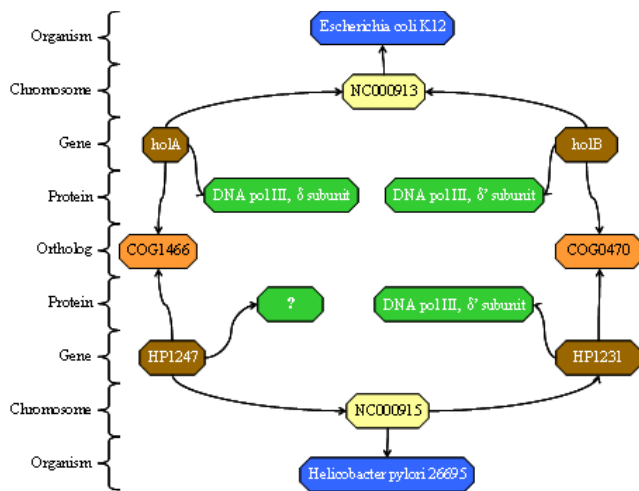 Organism
Escherichia coli K12
Chromosome
NC000913
Gene
holA
holB
Protein
DNA pol III, δ subunit
DNA pol III, δ' subunit
Ortholog
COG1466
COG0470
Protein
?
DNA pol III, δ' subunit
Gene
HP1247
HP1231
Chromosome
NC000915
Organism
Helicobacter pylori 26695